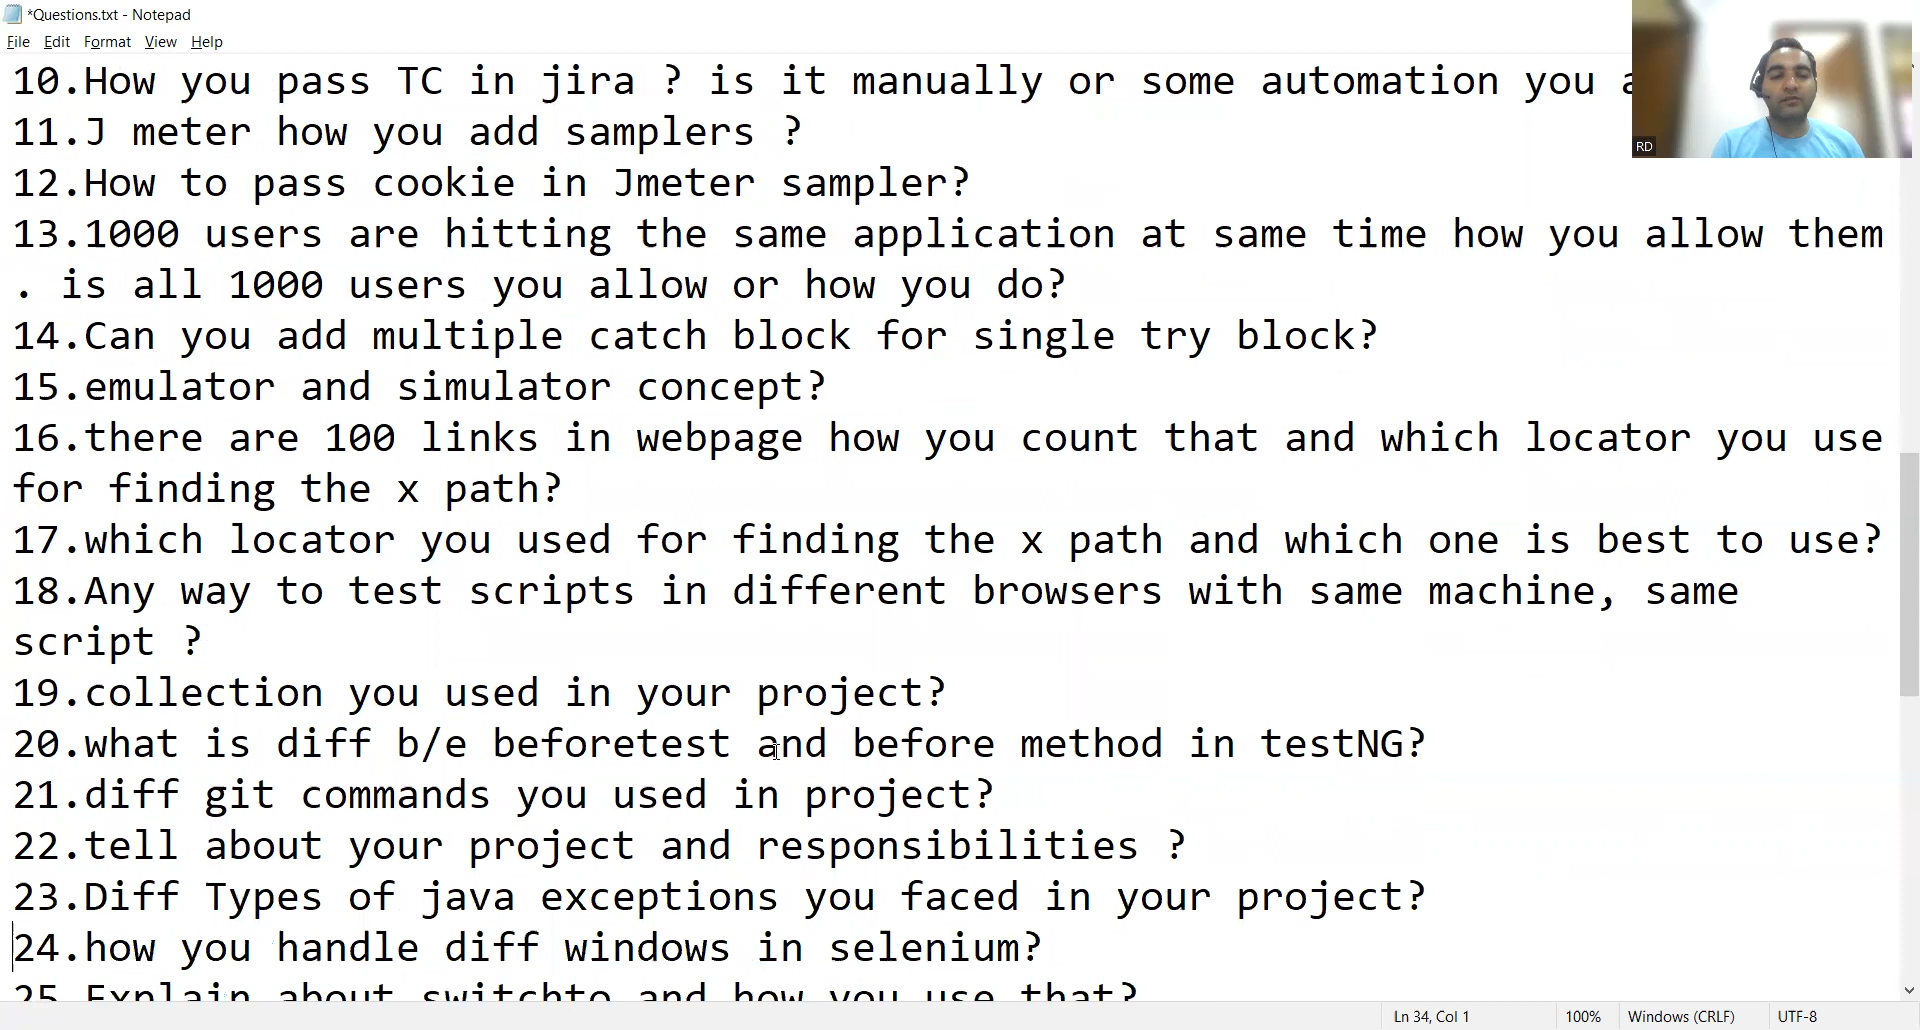 *Questions.txt - Notepad
File Edit Format View Help
10.How you pass TC in jira ? is it manually or some automation you
11.J meter how you add samplers ?
12.How to pass cookie in Jmeter sampler?
13.1000 users are hitting the same application at same time how you allow them
. is all 1000 users you allow or how you do?
14.Can you add multiple catch block for single try block?
15.emulator and simulator concept?
16.there are 100 links in webpage how you count that and which locator you use
for finding the x path?
17.which locator you used for finding the x path and which one is best to use?
18.Any way to test scripts in different browsers with same machine, same
script ?
19.collection you used in your project?
20.what is diff b/e beforetest and before method in testNG?
21.diff git commands you used in project?
22.tell about your project and responsibilities ?
23.Diff Types of java exceptions you faced in your project?
24.how you handle diff windows in selenium?
25.Explain about switchto and how you use that?
RD
Ln 34, Col 1 100% Windows (CRLF) UTF-8